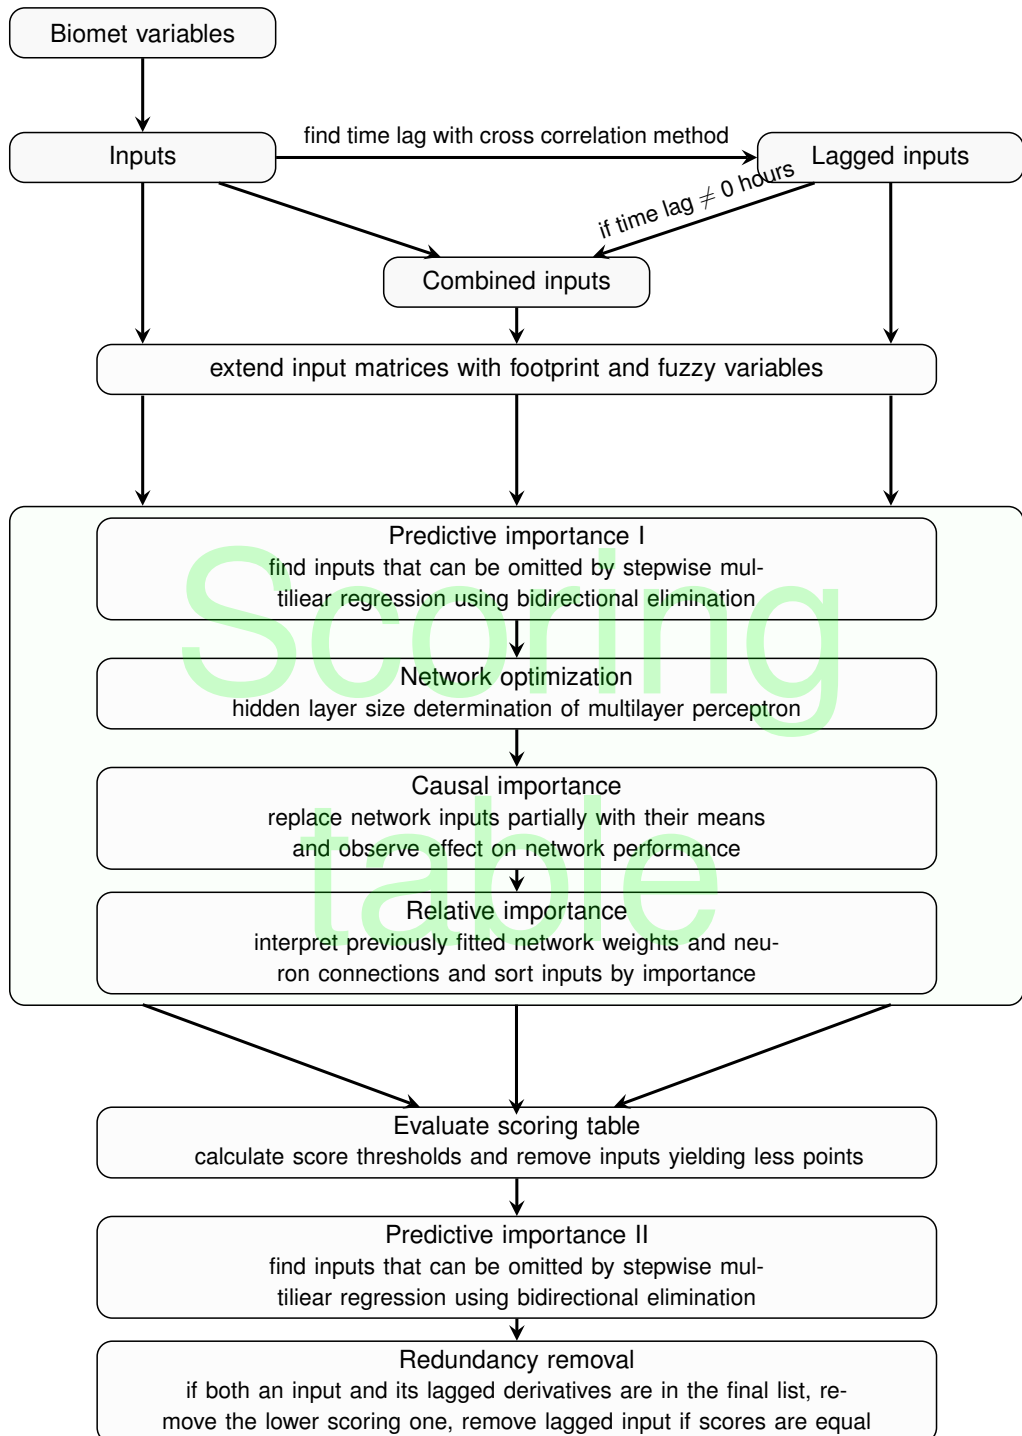 Biomet variables
Inputs
find time lag with cross correlation method
Lagged inputs
if time lag ≠ 0 hours
Combined inputs
extend input matrices with footprint and fuzzy variables
Scoring
table
Predictive importance I
find inputs that can be omitted by stepwise mul-
tiliear regression using bidirectional elimination
Network optimization
hidden layer size determination of multilayer perceptron
Causal importance
replace network inputs partially with their means
and observe effect on network performance
Relative importance
interpret previously fitted network weights and neu-
ron connections and sort inputs by importance
Evaluate scoring table
calculate score thresholds and remove inputs yielding less points
Predictive importance II
find inputs that can be omitted by stepwise mul-
tiliear regression using bidirectional elimination
Redundancy removal
if both an input and its lagged derivatives are in the final list, re-
move the lower scoring one, remove lagged input if scores are equal